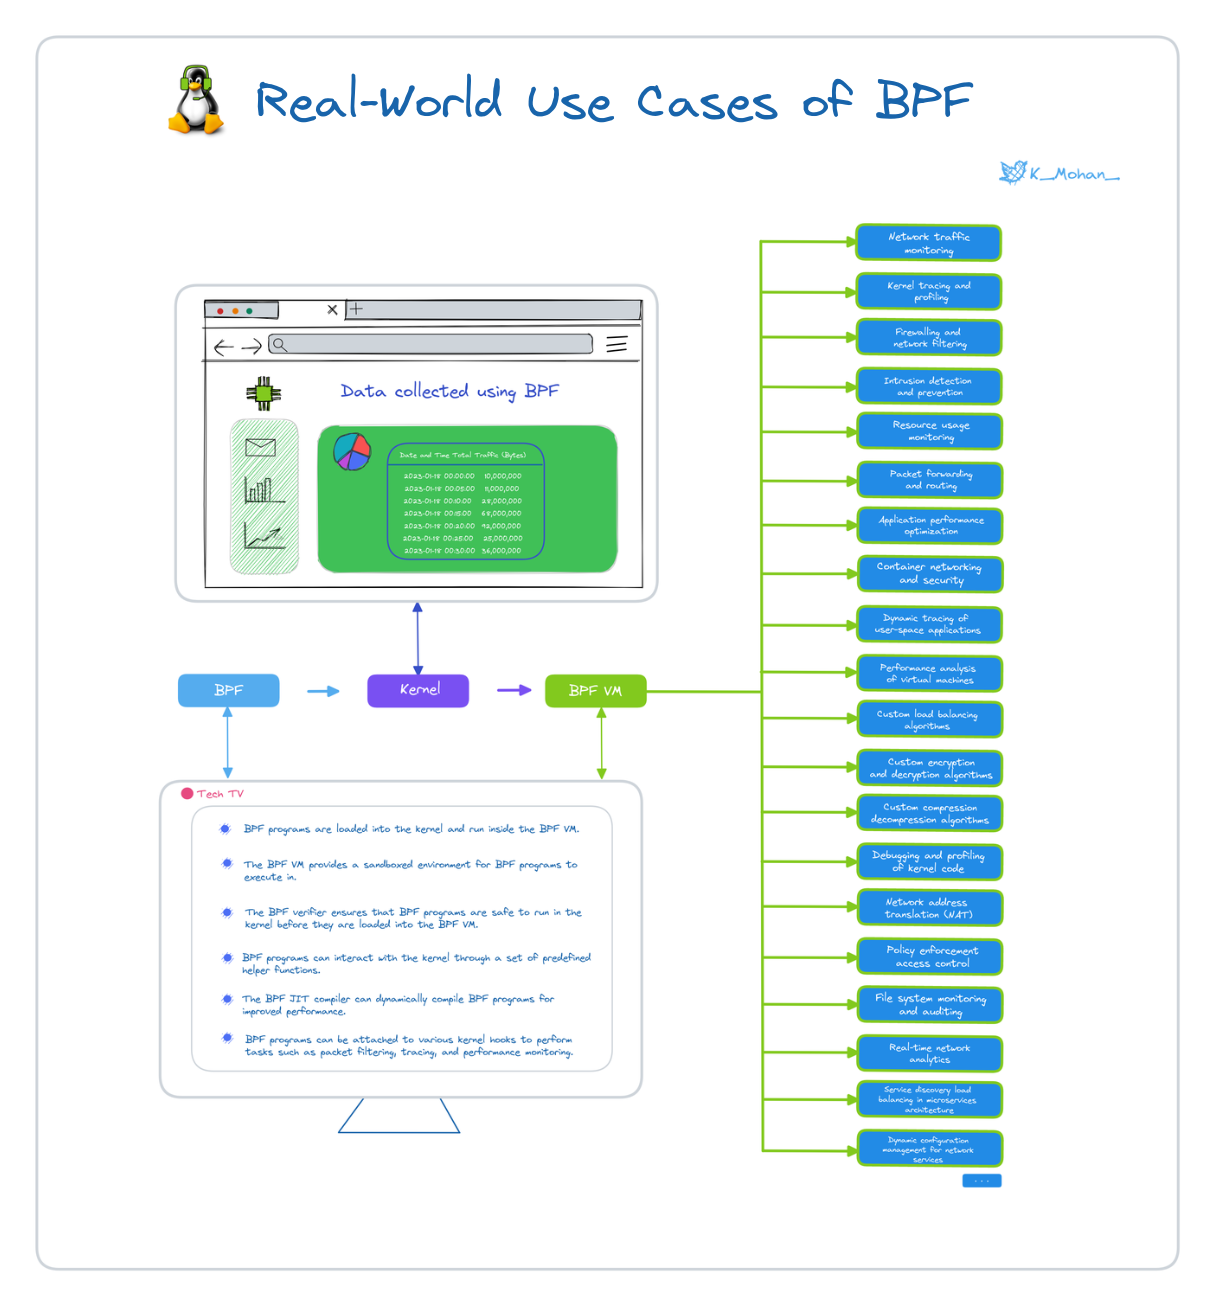 Real-World Use Cases of BPF
K_Mohan_
Data collected using BPF
Date and Time Total Traffic (Bytes)
2023-01-18 00:00:00 10,000,000
2023-01-18 00:05:00 11,000,000
2023-01-18 00:10:00 28,000,000
2023-01-18 00:15:00 68,000,000
2023-01-18 00:20:00 92,000,000
2023-01-18 00:25:00 25,000,000
2023-01-18 00:30:00 36,000,000
BPF
Kernel
BPF VM
Tech TV
BPF programs are loaded into the kernel and run inside the BPF VM.
The BPF VM provides a sandboxed environment for BPF programs to
execute in.
The BPF verifier ensures that BPF programs are safe to run in the
kernel before they are loaded into the BPF VM.
BPF programs can interact with the kernel through a set of predefined
helper functions.
The BPF JIT compiler can dynamically compile BPF programs for
improved performance.
BPF programs can be attached to various kernel hooks to perform
tasks such as packet filtering, tracing, and performance monitoring.
Network traffic
monitoring
Kernel tracing and
profiling
Firewalling and
network filtering
Intrusion detection
and prevention
Resource usage
monitoring
Packet forwarding
and routing
Application performance
optimization
Container networking
and security
Dynamic tracing of
user-space applications
Performance analysis
of virtual machines
Custom load balancing
algorithms
Custom encryption
and decryption algorithms
Custom compression
decompression algorithms
Debugging and profiling
of kernel code
Network address
translation (NAT)
Policy enforcement
access control
File system monitoring
and auditing
Real-time network
analytics
Service discovery load
balancing in microservices
architecture
Dynamic configuration
management for network
services
...